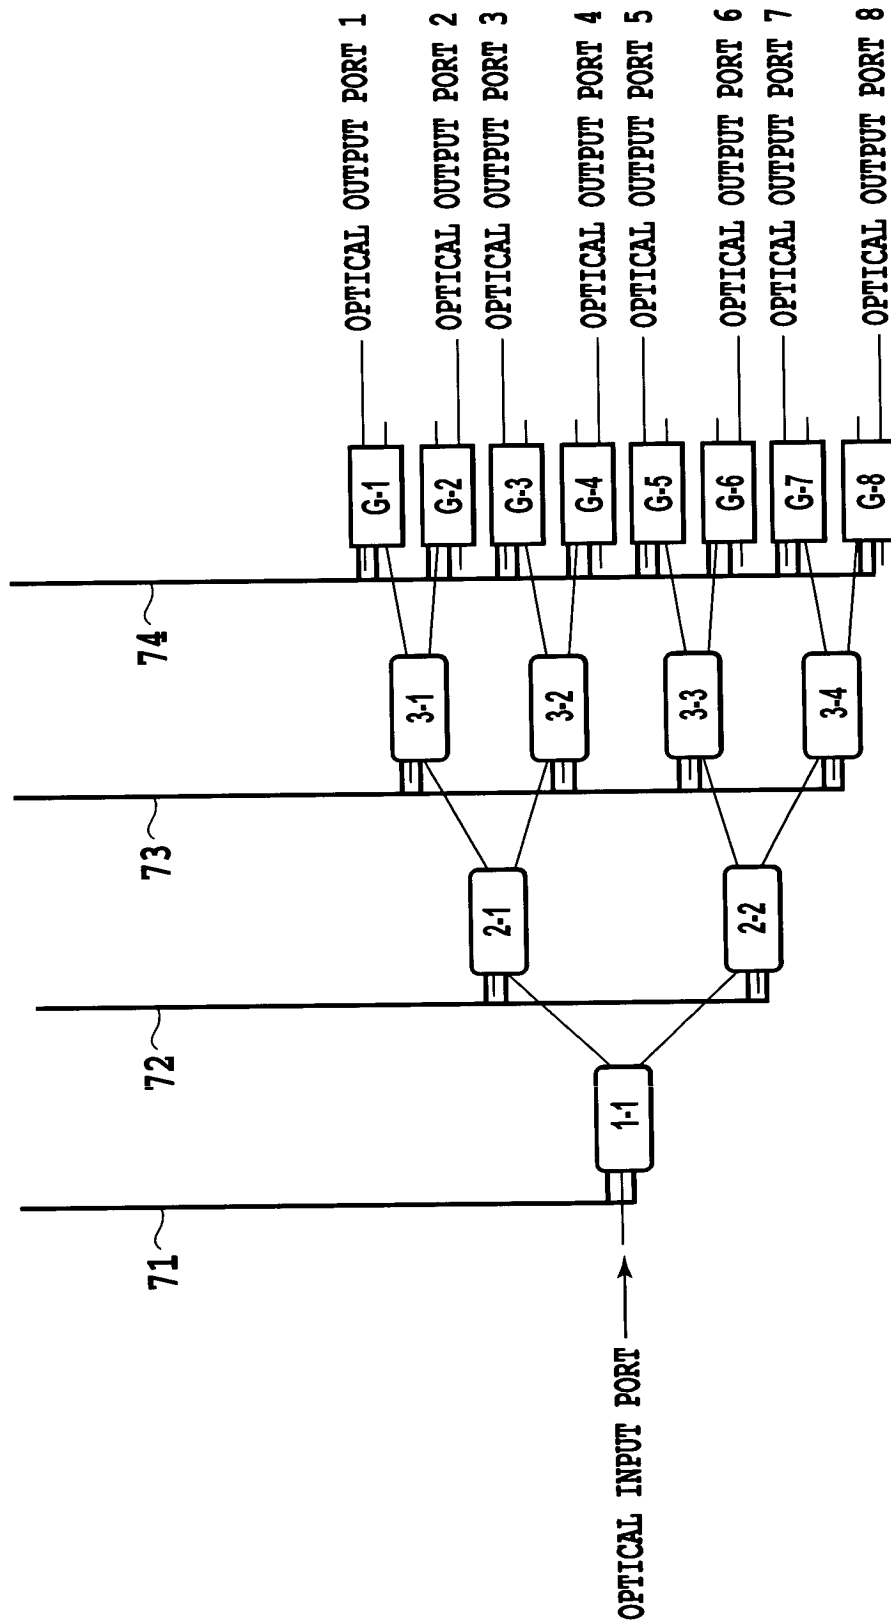 OPTICAL INPUT PORT
71
72
73
74
1-1
2-1
2-2
3-1
3-2
3-3
3-4
G-1
G-2
G-3
G-4
G-5
G-6
G-7
G-8
OPTICAL OUTPUT PORT 1
OPTICAL OUTPUT PORT 2
OPTICAL OUTPUT PORT 3
OPTICAL OUTPUT PORT 4
OPTICAL OUTPUT PORT 5
OPTICAL OUTPUT PORT 6
OPTICAL OUTPUT PORT 7
OPTICAL OUTPUT PORT 8